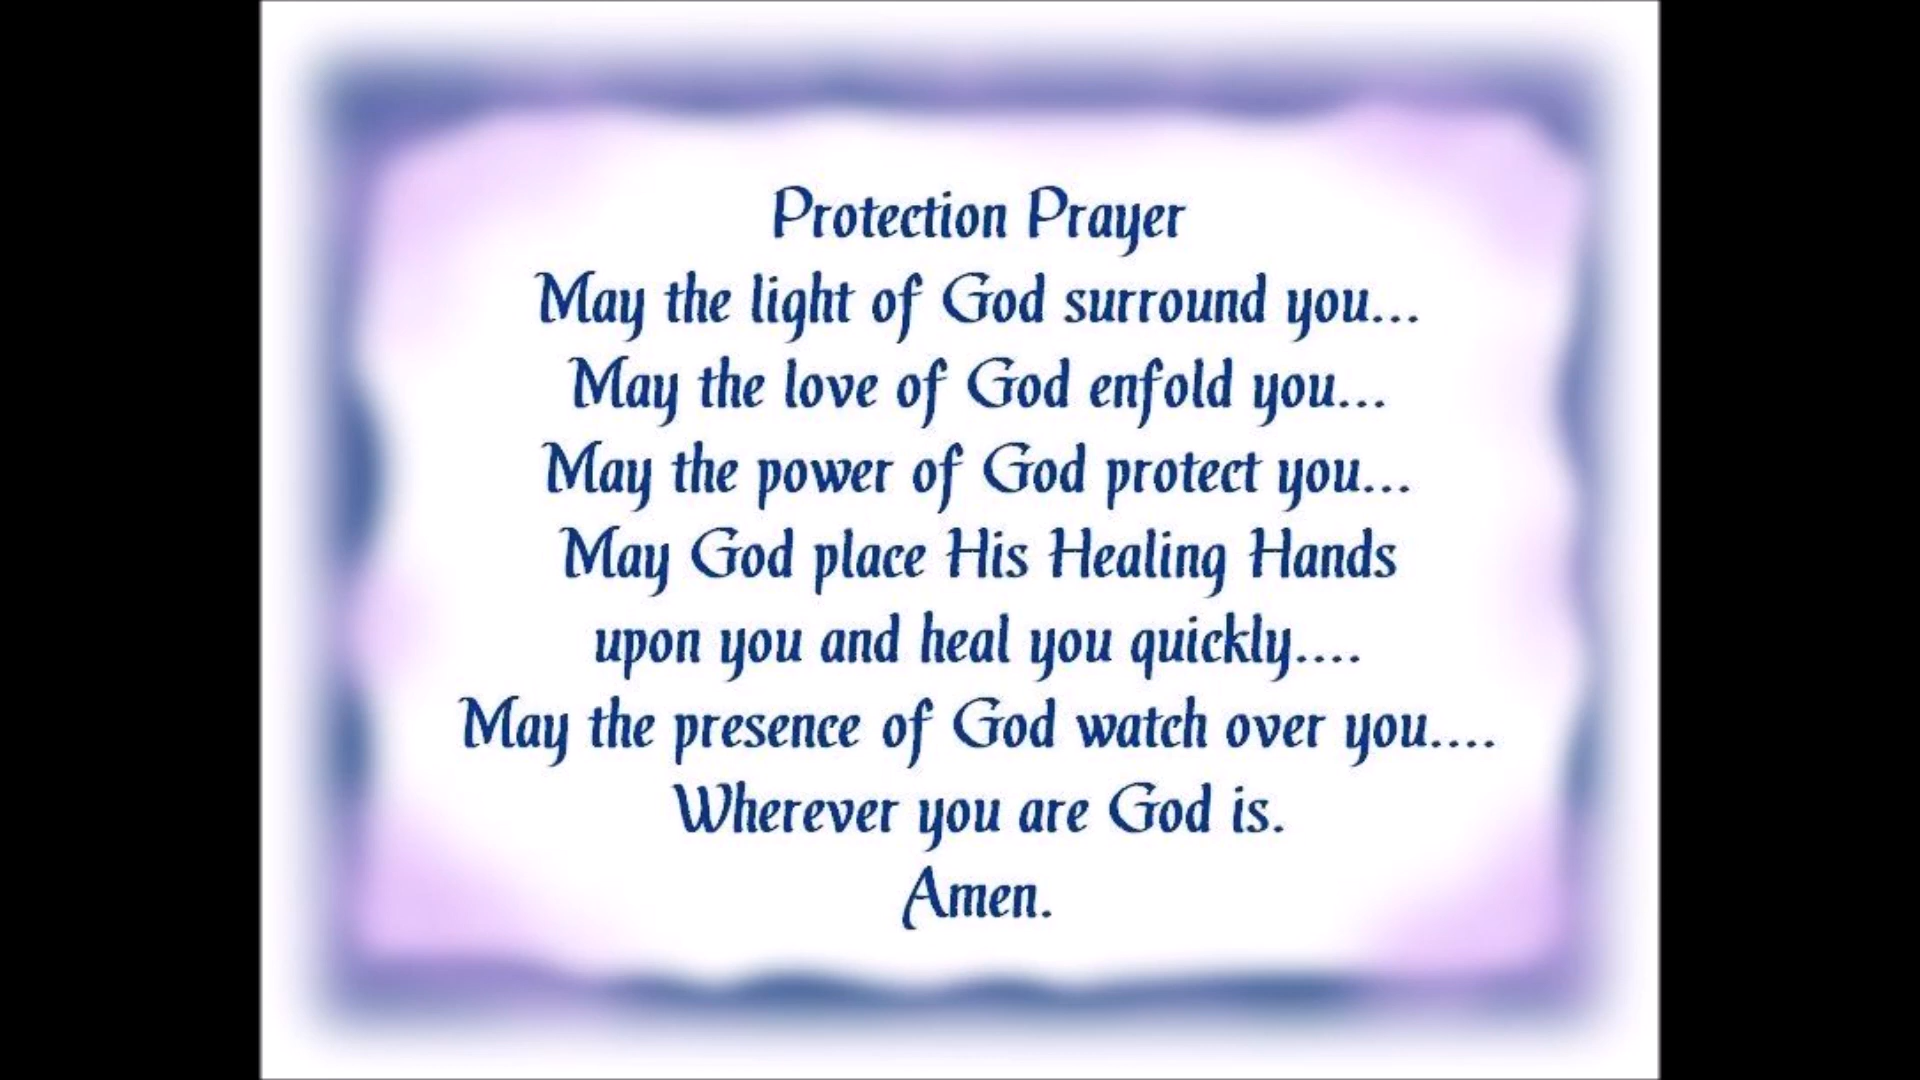 Protection Prayer
May the light of God surround you...
May the love of God enfold you...
May the power of God protect you...
May God place His Healing Hands
upon you and heal you quickly....
May the presence of God watch over you....
Wherever you are God is.
Amen.